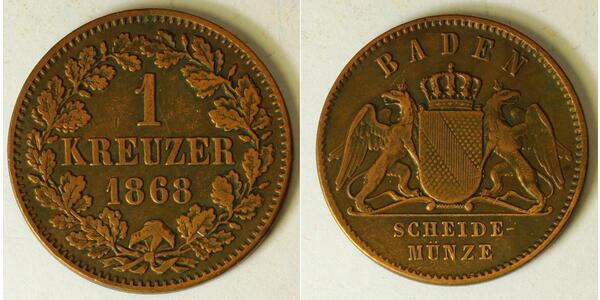 1
KREUZER
1868
BADEN
SCHEIDE-
MÜNZE